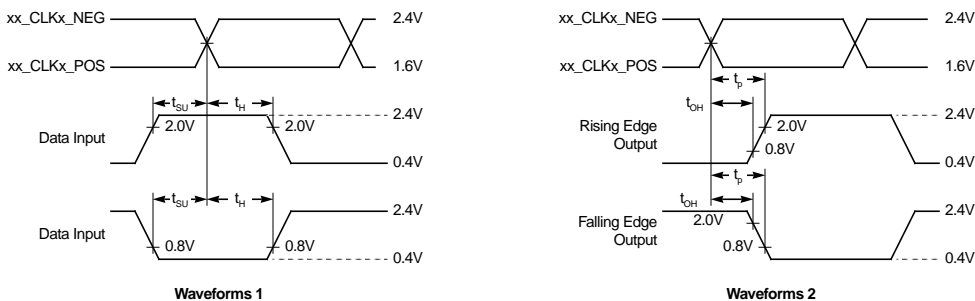 xx_CLKx_NEG
2.4V
xx_CLKx_POS
1.6V
tSU
tH
2.4V
Data Input
2.0V
2.0V
0.4V
tSU
tH
2.4V
Data Input
0.8V
0.8V
0.4V
Waveforms 1
xx_CLKx_NEG
2.4V
xx_CLKx_POS
1.6V
tp
tOH
2.4V
Rising Edge
Output
2.0V
0.8V
0.4V
tp
tOH
2.4V
Falling Edge
Output
2.0V
0.8V
0.4V
Waveforms 2